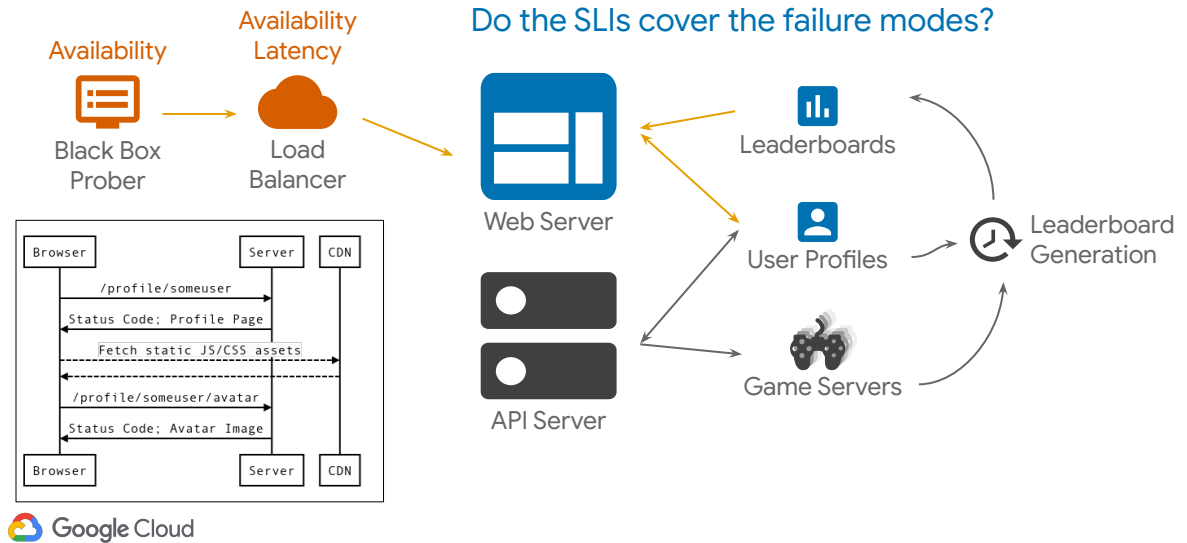 Do the SLIs cover the failure modes?
Availability
Availability
Latency
Black Box
Prober
Load
Balancer
Web Server
API Server
Leaderboards
User Profiles
Game Servers
Leaderboard
Generation
Browser
Server
CDN
/profile/someuser
Status Code; Profile Page
Fetch static JS/CSS assets
/profile/someuser/avatar
Status Code; Avatar Image
Browser
Server
CDN
Google Cloud